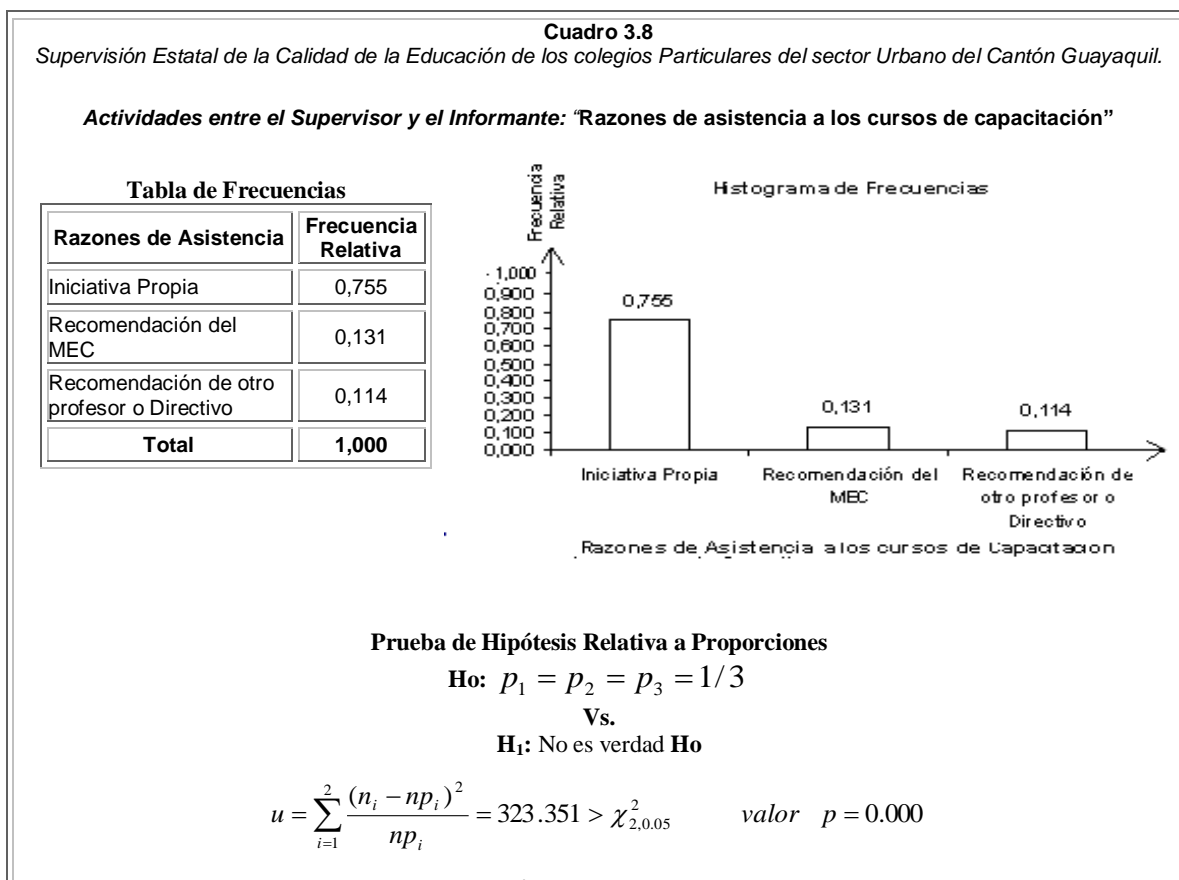 Cuadro 3.8
Supervisión Estatal de la Calidad de la Educación de los colegios Particulares del sector Urbano del Cantón Guayaquil.
Actividades entre el Supervisor y el Informante: “Razones de asistencia a los cursos de capacitación”
Tabla de Frecuencias
Razones de Asistencia Frecuencia Relativa
Iniciativa Propia 0,755
Recomendación del MEC 0,131
Recomendación de otro profesor o Directivo 0,114
Total 1,000
Histograma de Frecuencias
Frecuencia
Relativa
1,000
0,900
0,800
0,700
0,600
0,500
0,400
0,300
0,200
0,100
0,000
0,755
0,131
0,114
Iniciativa Propia
Recomendación del
MEC
Recomendación de
otro profesor o
Directivo
Razones de Asistencia a los cursos de Capacitacion
Prueba de Hipótesis Relativa a Proporciones
Ho: p₁ = p₂ = p₃ = 1/3
Vs.
H₁: No es verdad Ho
u = ∑_{i=1}^{2} (n_i − np_i)² / np_i = 323.351 > χ²_{2,0.05} valor p = 0.000